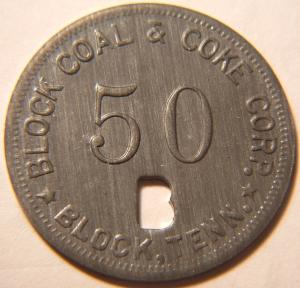 BLOCK COAL & COKE CORP.
50
★ BLOCK, TENN. ★